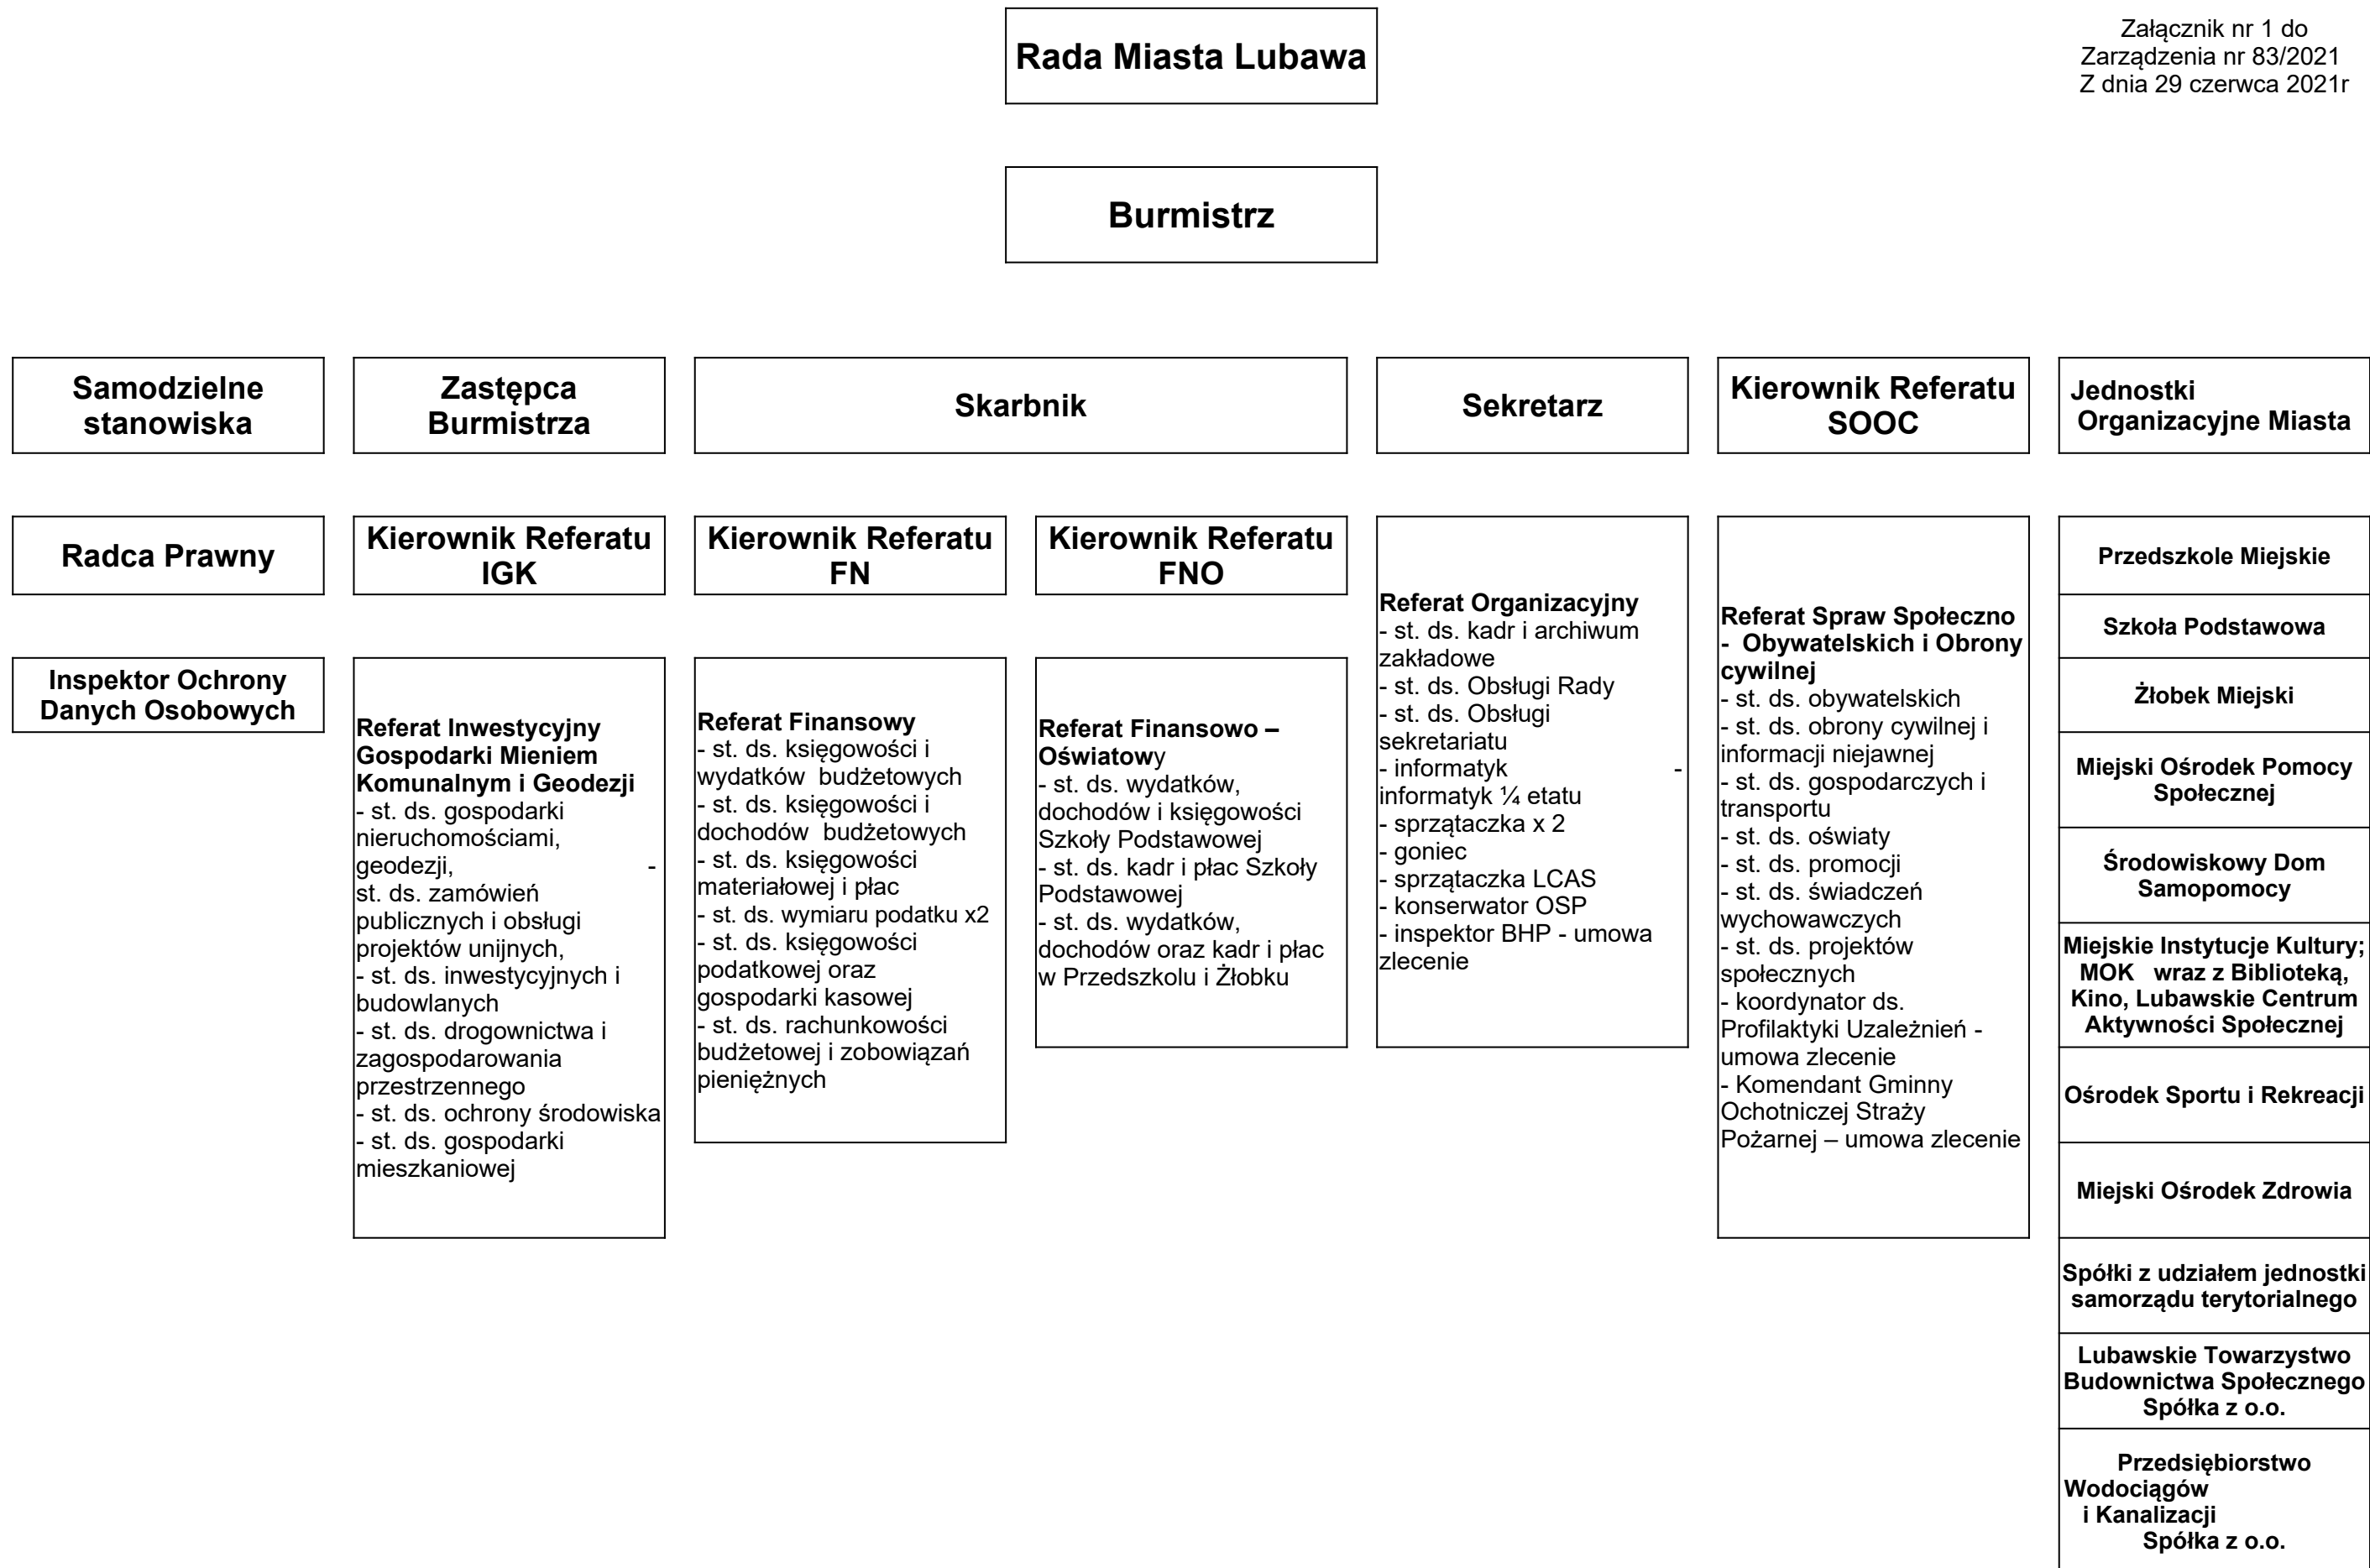 Rada Miasta Lubawa
Załącznik nr 1 do
Zarządzenia nr 83/2021
Z dnia 29 czerwca 2021r
Burmistrz
Samodzielne
stanowiska
Zastępca
Burmistrza
Skarbnik
Sekretarz
Kierownik Referatu
SOOC
Jednostki
Organizacyjne Miasta
Radca Prawny
Inspektor Ochrony
Danych Osobowych
Kierownik Referatu
IGK
Referat Inwestycyjny
Gospodarki Mieniem
Komunalnym i Geodezji
- st. ds. gospodarki
nieruchomościami,
geodezji, -
st. ds. zamówień
publicznych i obsługi
projektów unijnych,
- st. ds. inwestycyjnych i
budowlanych
- st. ds. drogownictwa i
zagospodarowania
przestrzennego
- st. ds. ochrony środowiska
- st. ds. gospodarki
mieszkaniowej
Kierownik Referatu
FN
Referat Finansowy
- st. ds. księgowości i
wydatków budżetowych
- st. ds. księgowości i
dochodów budżetowych
- st. ds. księgowości
materiałowej i płac
- st. ds. wymiaru podatku x2
- st. ds. księgowości
podatkowej oraz
gospodarki kasowej
- st. ds. rachunkowości
budżetowej i zobowiązań
pieniężnych
Kierownik Referatu
FNO
Referat Finansowo –
Oświatowy
- st. ds. wydatków,
dochodów i księgowości
Szkoły Podstawowej
- st. ds. kadr i płac Szkoły
Podstawowej
- st. ds. wydatków,
dochodów oraz kadr i płac
w Przedszkolu i Żłobku
Referat Organizacyjny
- st. ds. kadr i archiwum
zakładowe
- st. ds. Obsługi Rady
- st. ds. Obsługi
sekretariatu
- informatyk -
informatyk ¼ etatu
- sprzątaczka x 2
- goniec
- sprzątaczka LCAS
- konserwator OSP
- inspektor BHP - umowa
zlecenie
Referat Spraw Społeczno
- Obywatelskich i Obrony
cywilnej
- st. ds. obywatelskich
- st. ds. obrony cywilnej i
informacji niejawnej
- st. ds. gospodarczych i
transportu
- st. ds. oświaty
- st. ds. promocji
- st. ds. świadczeń
wychowawczych
- st. ds. projektów
społecznych
- koordynator ds.
Profilaktyki Uzależnień -
umowa zlecenie
- Komendant Gminny
Ochotniczej Straży
Pożarnej – umowa zlecenie
Przedszkole Miejskie
Szkoła Podstawowa
Żłobek Miejski
Miejski Ośrodek Pomocy
Społecznej
Środowiskowy Dom
Samopomocy
Miejskie Instytucje Kultury;
MOK wraz z Biblioteką,
Kino, Lubawskie Centrum
Aktywności Społecznej
Ośrodek Sportu i Rekreacji
Miejski Ośrodek Zdrowia
Spółki z udziałem jednostki
samorządu terytorialnego
Lubawskie Towarzystwo
Budownictwa Społecznego
Spółka z o.o.
Przedsiębiorstwo
Wodociągów
i Kanalizacji
Spółka z o.o.